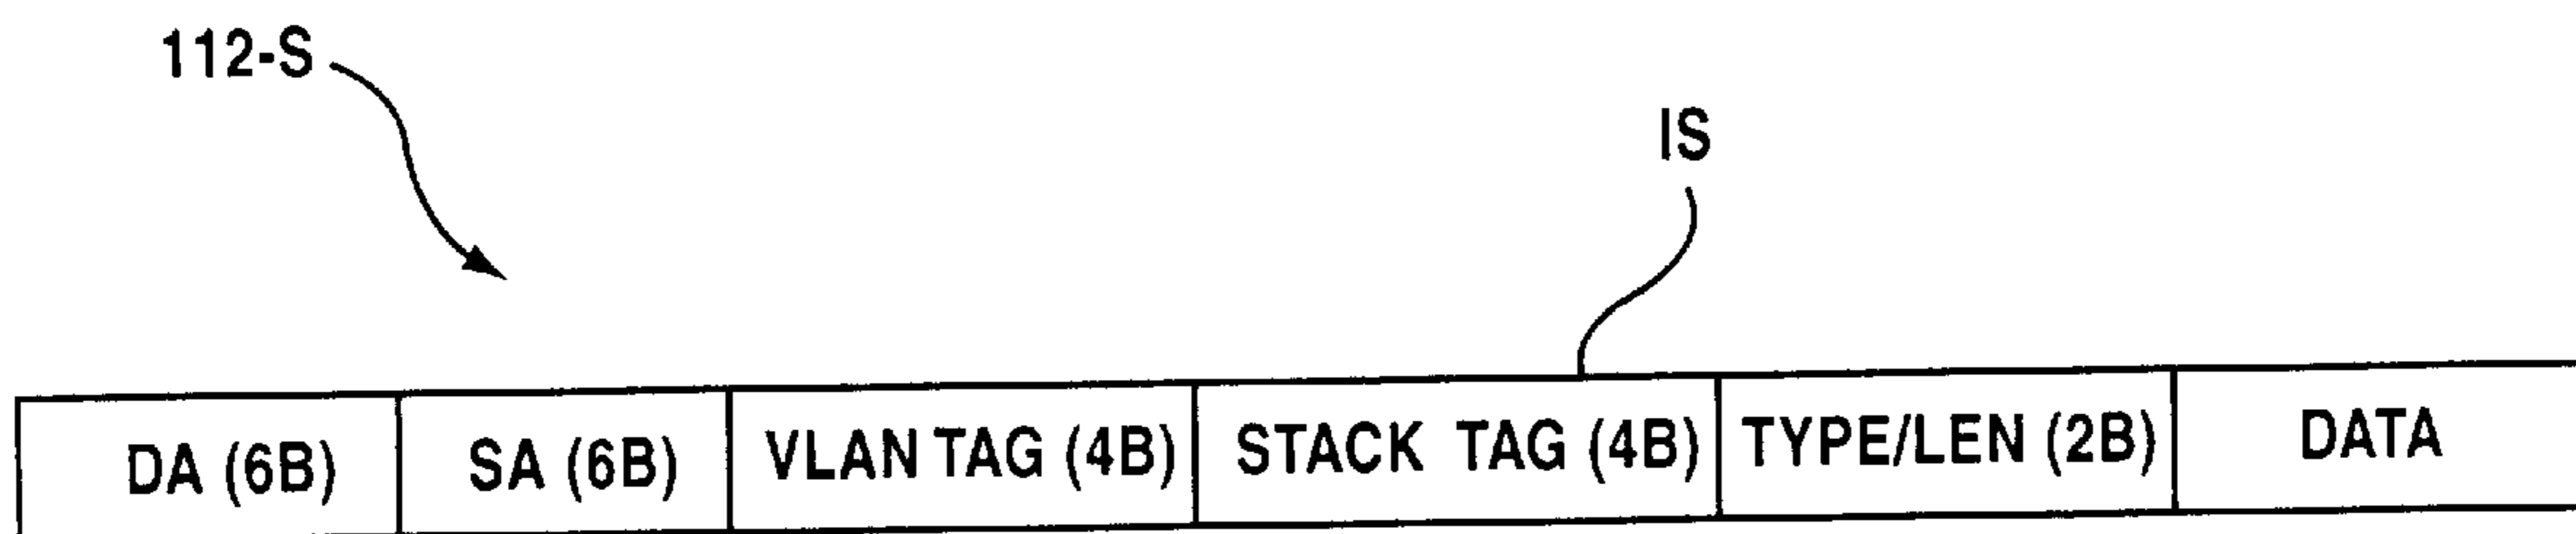 112-S
IS
DA (6B) SA (6B) VLAN TAG (4B) STACK TAG (4B) TYPE/LEN (2B) DATA